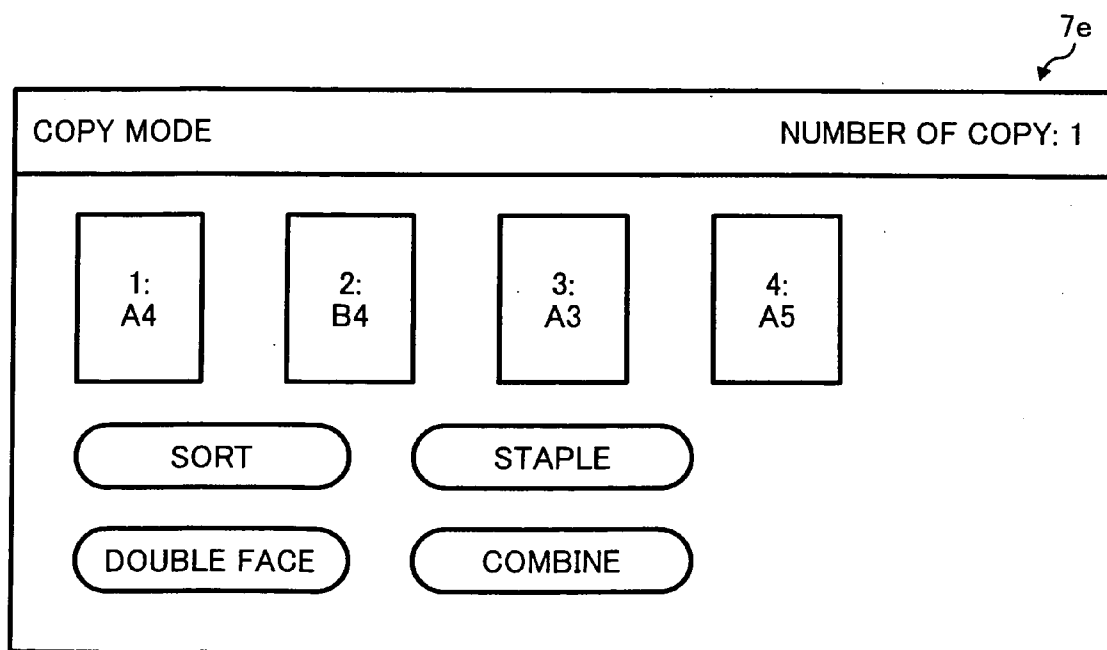 7e
COPY MODE
NUMBER OF COPY: 1
1:
A4
2:
B4
3:
A3
4:
A5
SORT
STAPLE
DOUBLE FACE
COMBINE